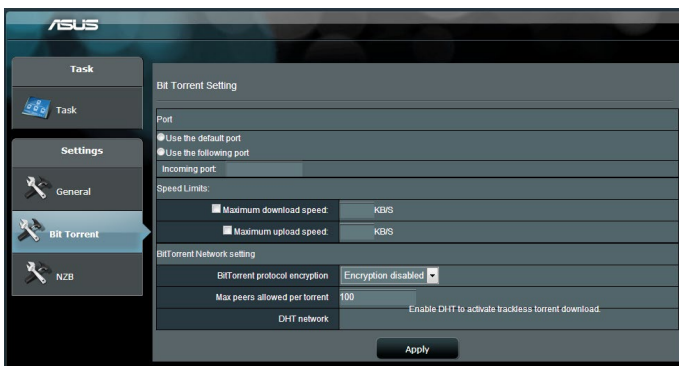 ASUS
Task
Task
Settings
General
Bit Torrent
NZB
Bit Torrent Setting
Port
Use the default port
Use the following port
Incoming port:
Speed Limits:
Maximum download speed: KB/S
Maximum upload speed: KB/S
BitTorrent Network setting
BitTorrent protocol encryption Encryption disabled
Max peers allowed per torrent 100
DHT network Enable DHT to activate trackless torrent download.
Apply